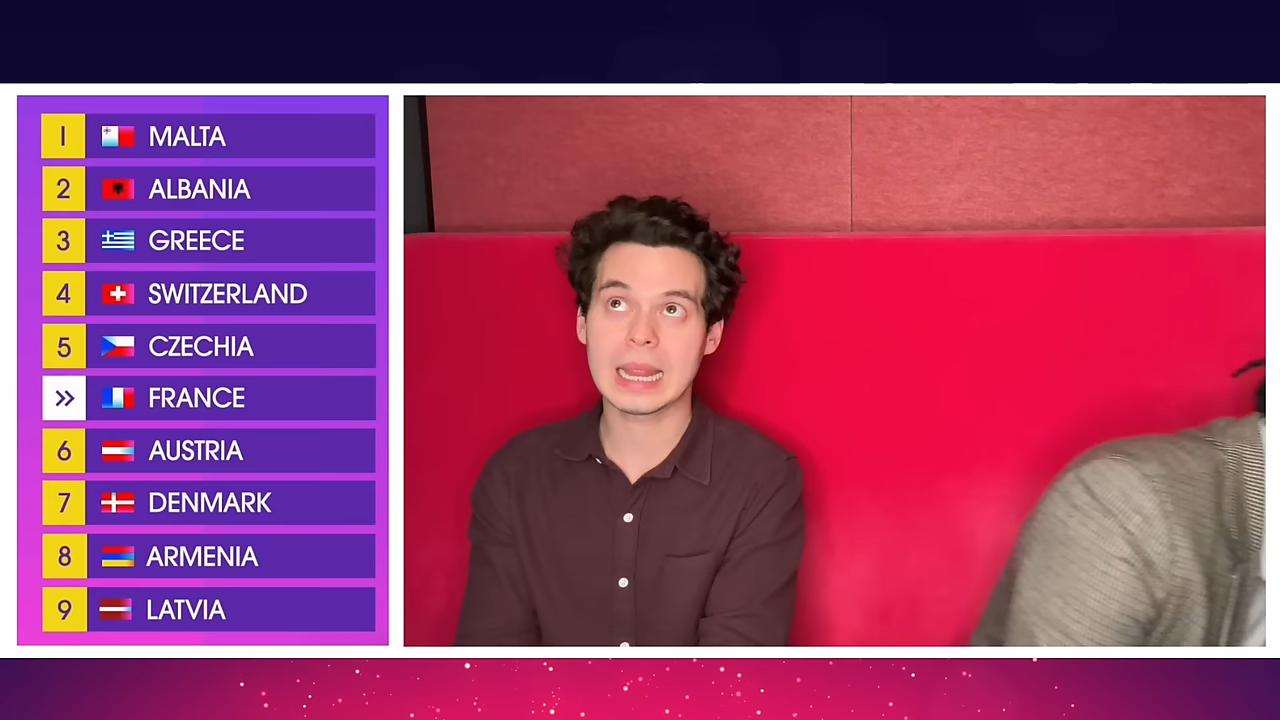 1 MALTA
2 ALBANIA
3 GREECE
4 SWITZERLAND
5 CZECHIA
» FRANCE
6 AUSTRIA
7 DENMARK
8 ARMENIA
9 LATVIA